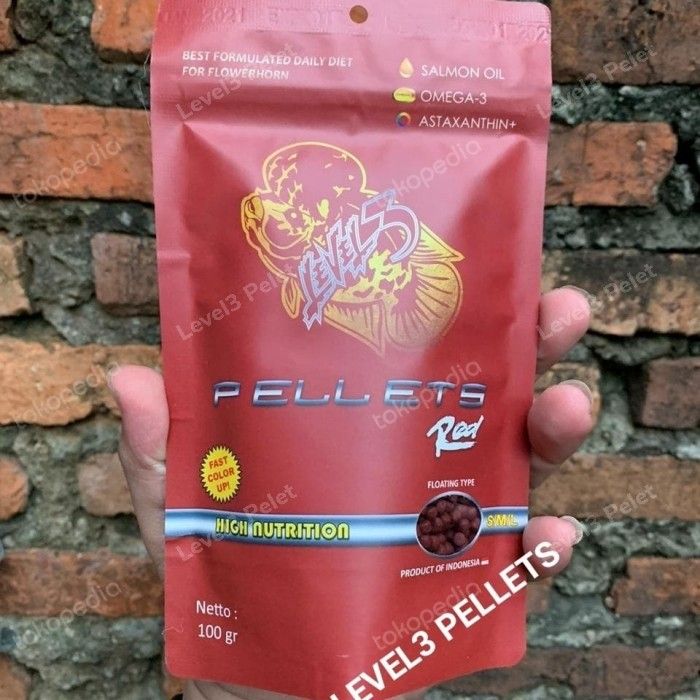 2021
BEST FORMULATED DAILY DIET
FOR FLOWERHORN
SALMON OIL
OMEGA-3
ASTAXANTHIN+
LEVEL3
PELLETS
Red
FAST
COLOR
UP!
HIGH NUTRITION
FLOATING TYPE
S/M/L
PRODUCT OF INDONESIA
Netto :
100 gr
LEVEL3 PELLETS
Level3 Pelet
tokopedia